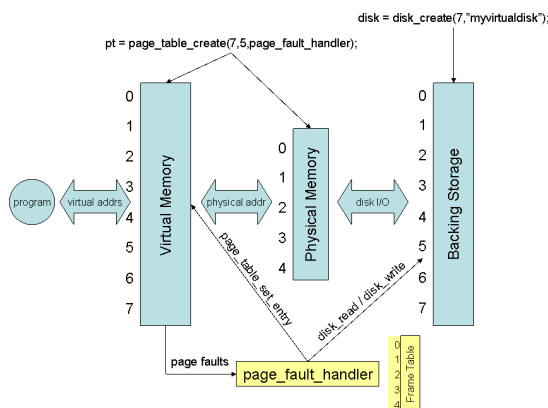 disk = disk_create(7,"myvirtualdisk");
pt = page_table_create(7,5,page_fault_handler);
0
1
2
3
4
5
6
7
Virtual Memory
0
1
2
3
4
Physical Memory
0
1
2
3
4
5
6
7
Backing Storage
program
virtual addrs
physical addr
disk I/O
page_table_set_entry
disk_read / disk_write
page faults
page_fault_handler
0
1
2
3
4
Frame Table